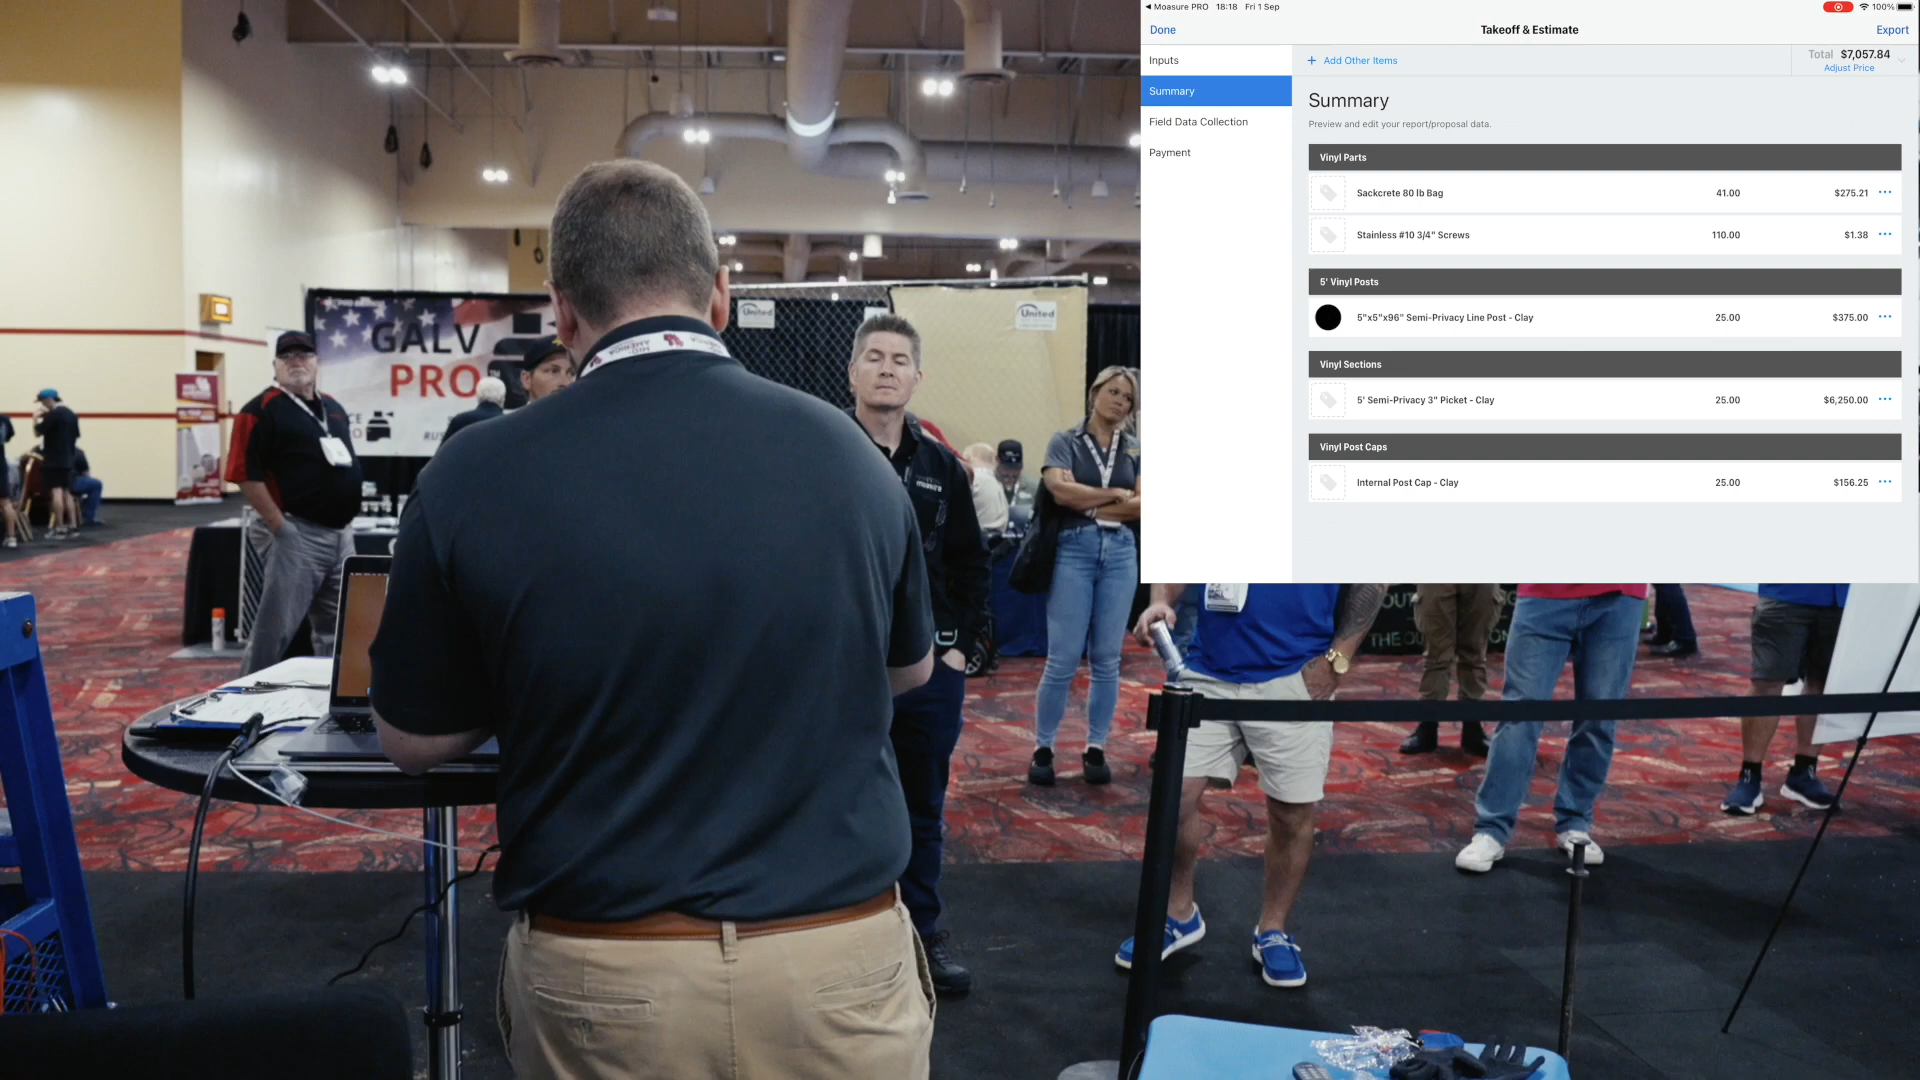 ◀ Moasure PRO 18:18 Fri 1 Sep 100%
Done Takeoff & Estimate Export
Inputs
Summary
Field Data Collection
Payment
+ Add Other Items
Total $7,057.84
Adjust Price
Summary
Preview and edit your report/proposal data.
Vinyl Parts
Sackcrete 80 lb Bag 41.00 $275.21
Stainless #10 3/4" Screws 110.00 $1.38
5' Vinyl Posts
5"x5"x96" Semi-Privacy Line Post - Clay 25.00 $375.00
Vinyl Sections
5' Semi-Privacy 3" Picket - Clay 25.00 $6,250.00
Vinyl Post Caps
Internal Post Cap - Clay 25.00 $156.25
GALV
PRO
United
United